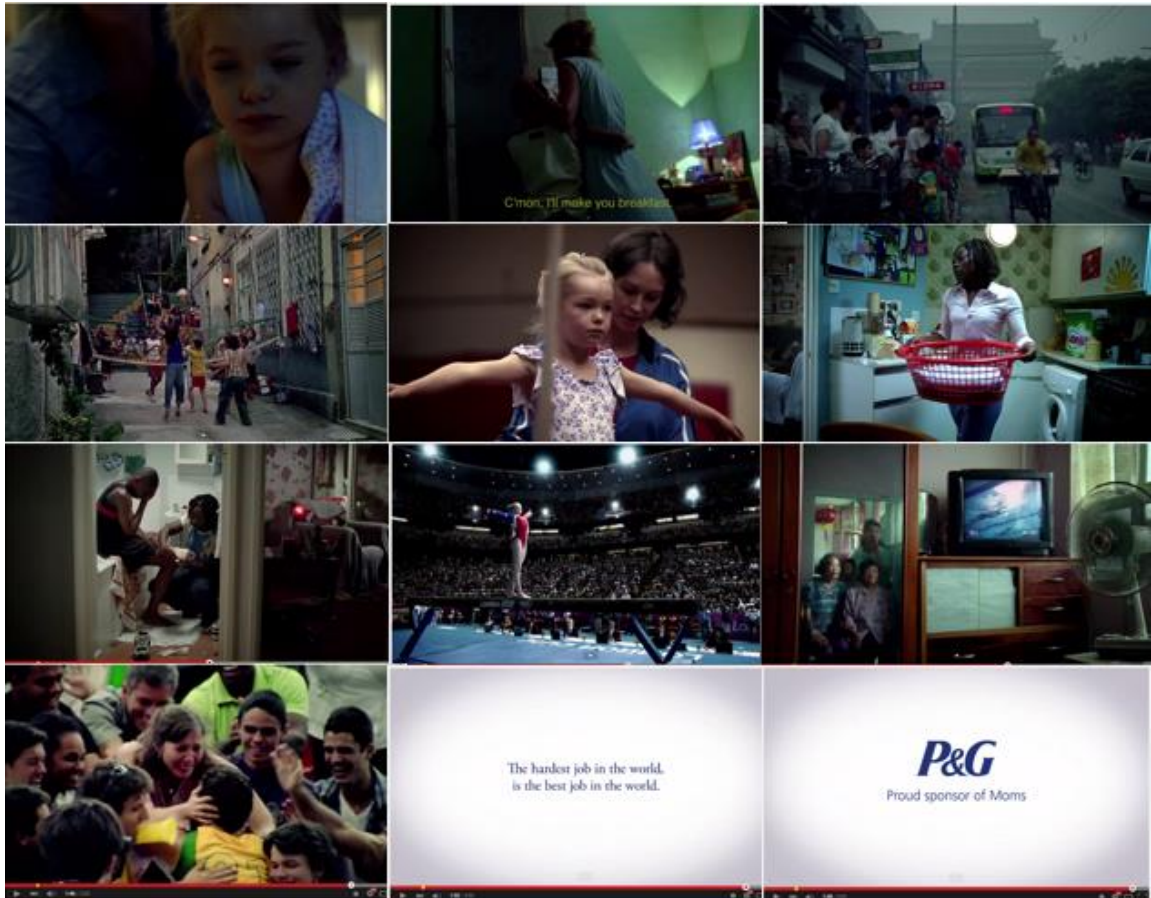 C'mon, I'll make you breakfast.
The hardest job in the world,
is the best job in the world.
P&G
Proud sponsor of Moms